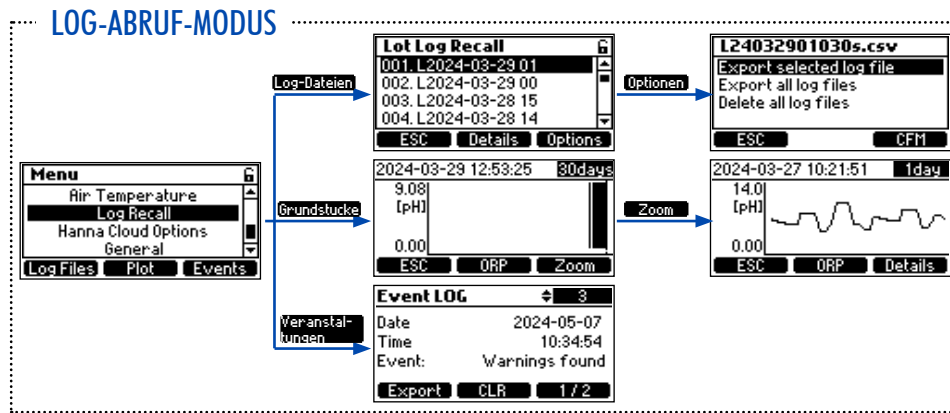 LOG-ABRUF-MODUS
Menu
Air Temperature
Log Recall
Hanna Cloud Options
General
Log Files Plot Events
Log-Dateien
Lot Log Recall
001. L2024-03-29 01
002. L2024-03-29 00
003. L2024-03-28 15
004. L2024-03-28 14
ESC Details Options
Optionen
L24032901030s.csv
Export selected log file
Export all log files
Delete all log files
ESC CFM
Grundstucke
2024-03-29 12:53:25 30days
9.08
[pH]
0.00
ESC ORP Zoom
Zoom
2024-03-27 10:21:51 1day
14.0
[pH]
0.00
ESC ORP Details
Veranstal-
tungen
Event LOG 3
Date 2024-05-07
Time 10:34:54
Event: Warnings found
Export CLR 1/2